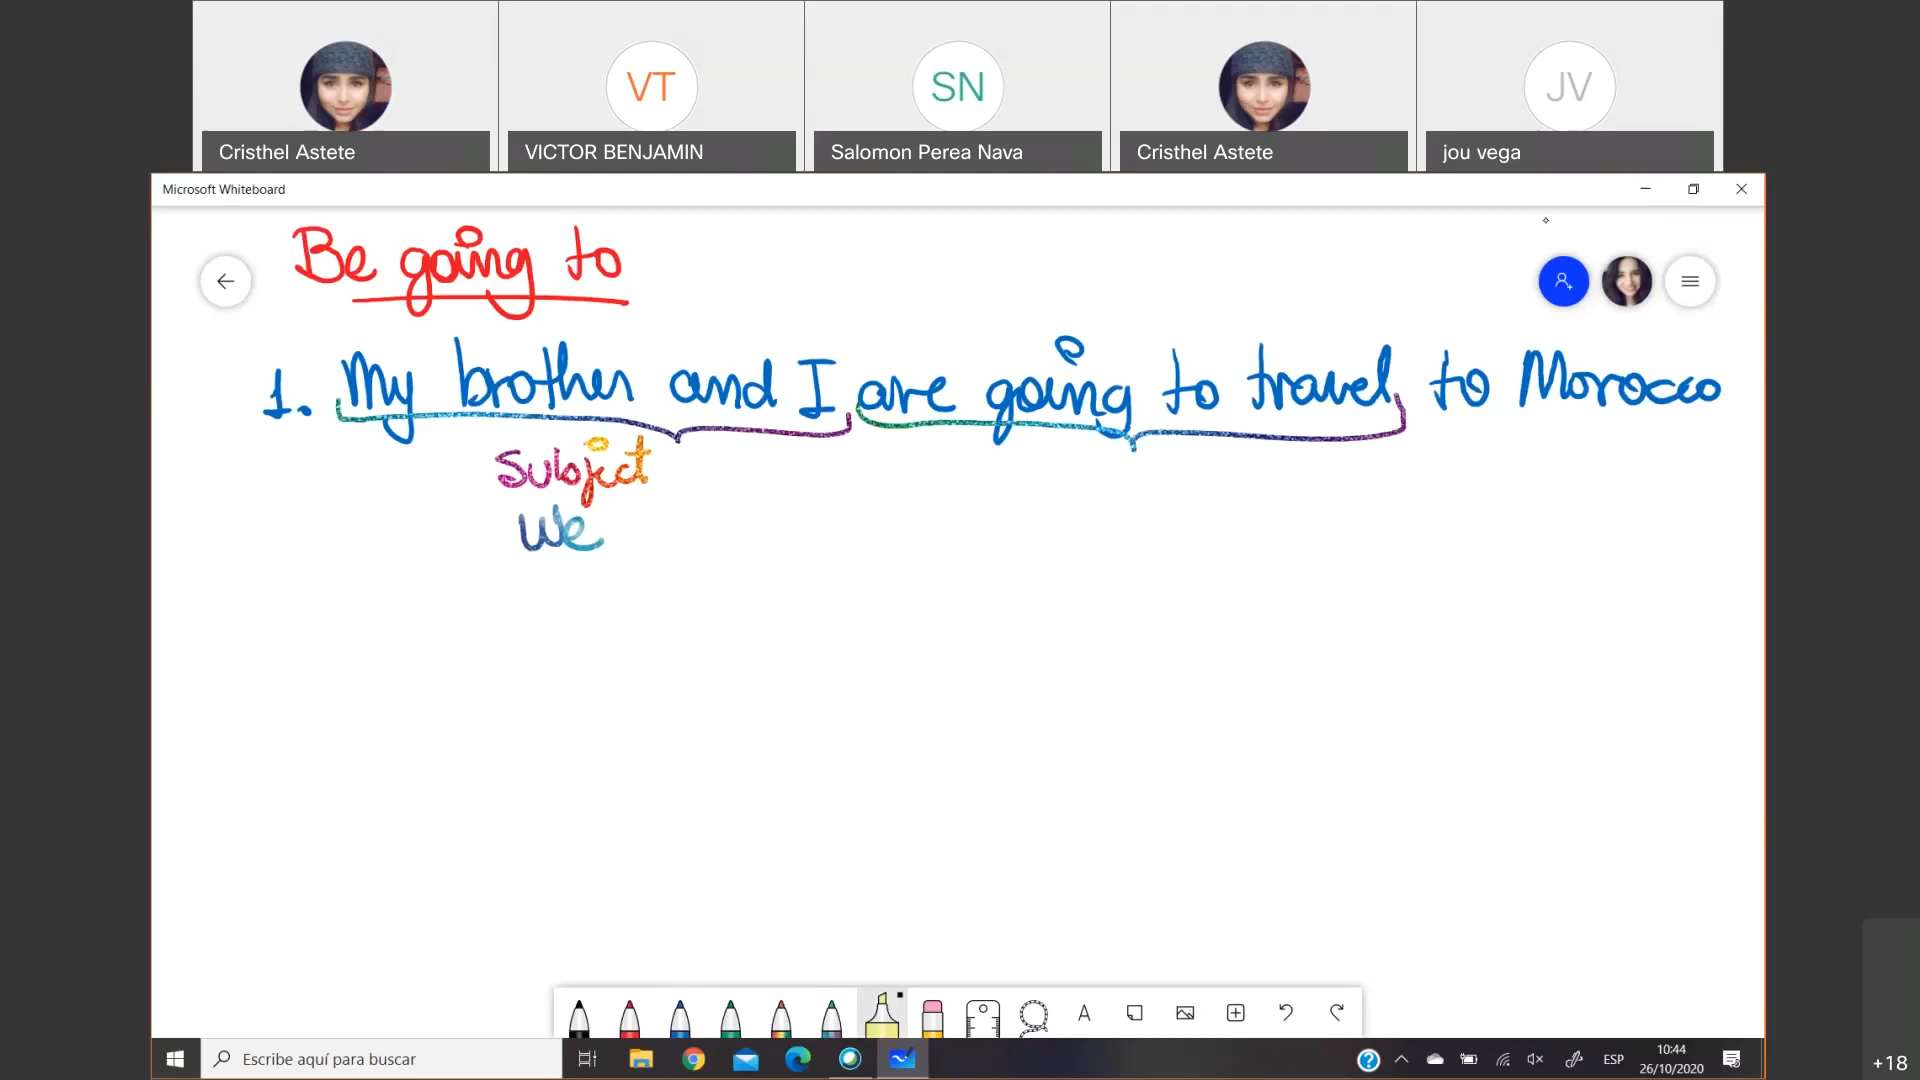 VT
SN
JV
Cristhel Astete
VICTOR BENJAMIN
Salomon Perea Nava
Cristhel Astete
jou vega
Microsoft Whiteboard
Be going to
1. My brother and I are going to travel to Morocco
Subject
We
A
Escribe aquí para buscar
ESP
10:44
26/10/2020
+18